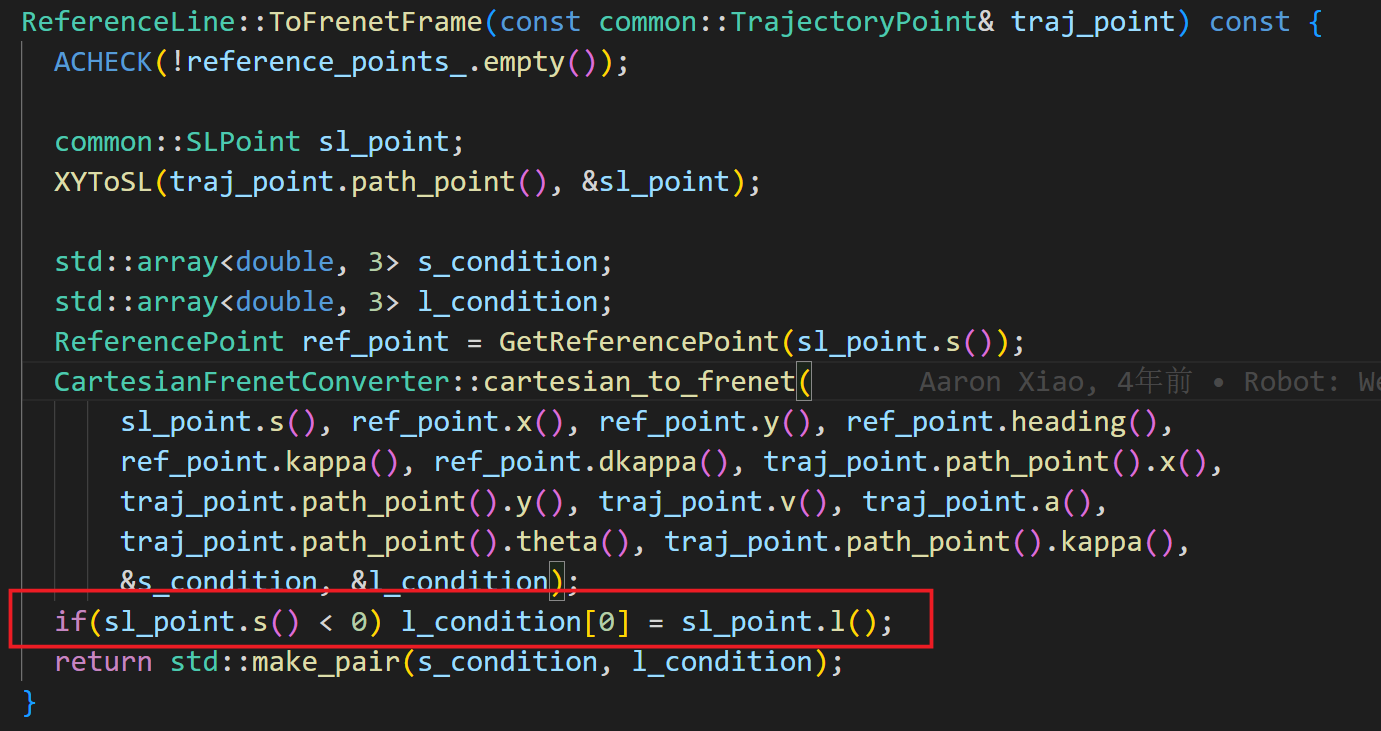 ReferenceLine::ToFrenetFrame(const common::TrajectoryPoint& traj_point) const {
ACHECK(!reference_points_.empty());
common::SLPoint sl_point;
XYToSL(traj_point.path_point(), &sl_point);
std::array<double, 3> s_condition;
std::array<double, 3> l_condition;
ReferencePoint ref_point = GetReferencePoint(sl_point.s());
CartesianFrenetConverter::cartesian_to_frenet( Aaron Xiao, 4年前 • Robot:
sl_point.s(), ref_point.x(), ref_point.y(), ref_point.heading(),
ref_point.kappa(), ref_point.dkappa(), traj_point.path_point().x(),
traj_point.path_point().y(), traj_point.v(), traj_point.a(),
traj_point.path_point().theta(), traj_point.path_point().kappa(),
&s_condition, &l_condition);
if(sl_point.s() < 0) l_condition[0] = sl_point.l();
return std::make_pair(s_condition, l_condition);
}